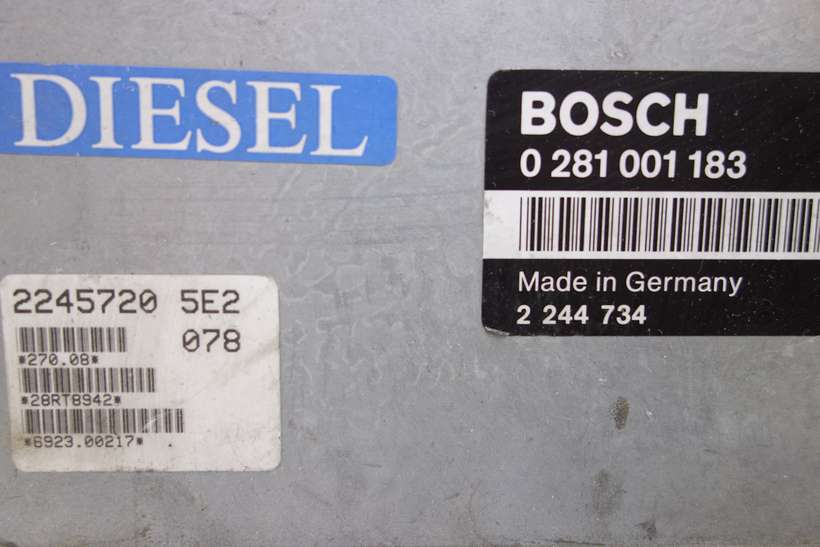 DIESEL
BOSCH
0 281 001 183
Made in Germany
2 244 734
2245720 5E2
078
*270.08*
*28RT8942*
*6923.00217*